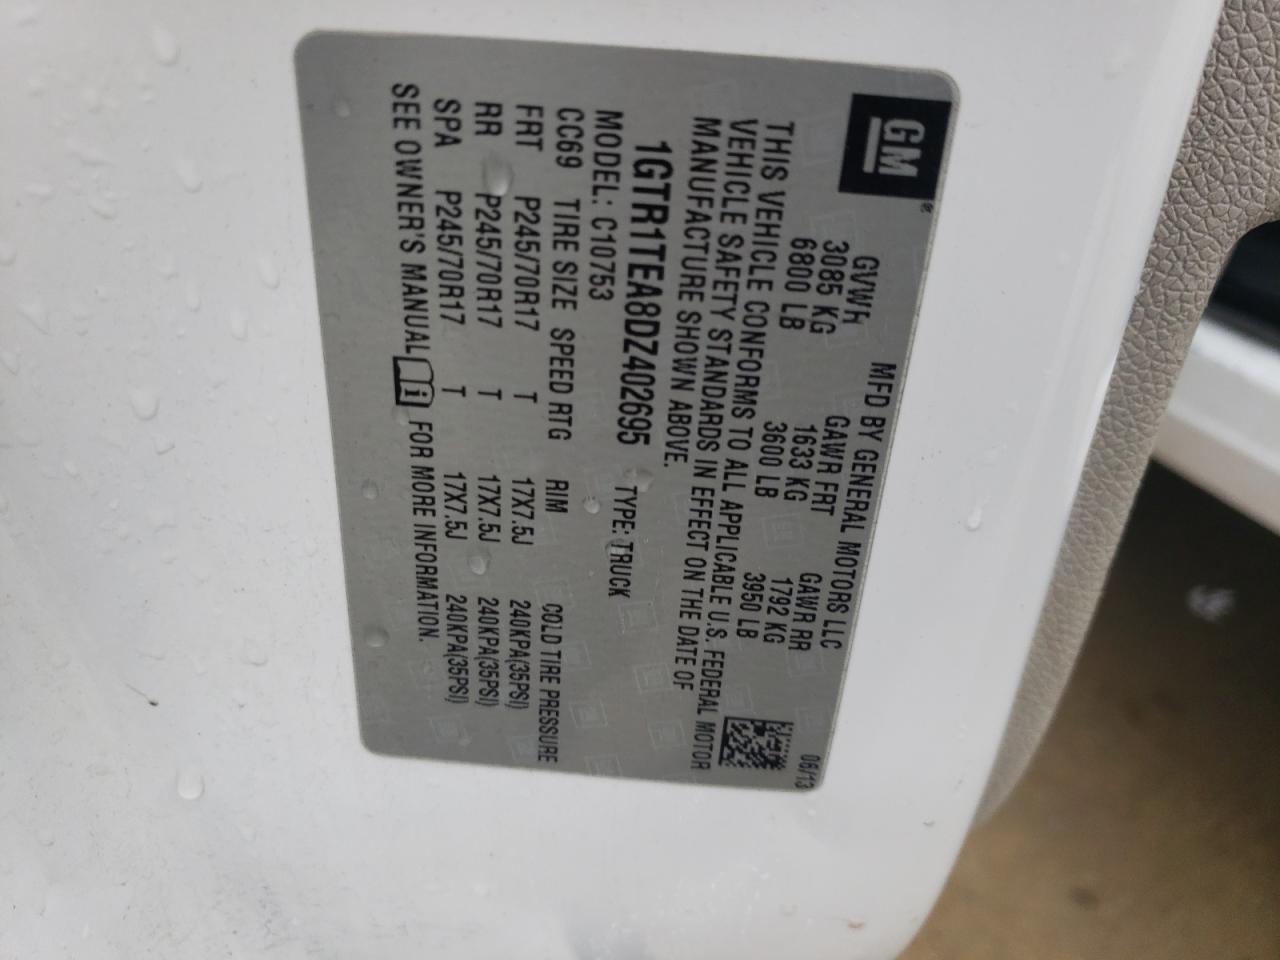 GM®
MFD BY GENERAL MOTORS LLC 06/13
GVWR GAWR FRT GAWR RR
3085 KG 1633 KG 1792 KG
6800 LB 3600 LB 3950 LB
THIS VEHICLE CONFORMS TO ALL APPLICABLE U.S. FEDERAL MOTOR
VEHICLE SAFETY STANDARDS IN EFFECT ON THE DATE OF
MANUFACTURE SHOWN ABOVE.
1GTR1TEA8DZ402695 TYPE: TRUCK
MODEL: C10753
CC69 TIRE SIZE SPEED RTG RIM COLD TIRE PRESSURE
FRT P245/70R17 T 17X7.5J 240KPA(35PSI)
RR P245/70R17 T 17X7.5J 240KPA(35PSI)
SPA P245/70R17 T 17X7.5J 240KPA(35PSI)
SEE OWNER'S MANUAL i FOR MORE INFORMATION.